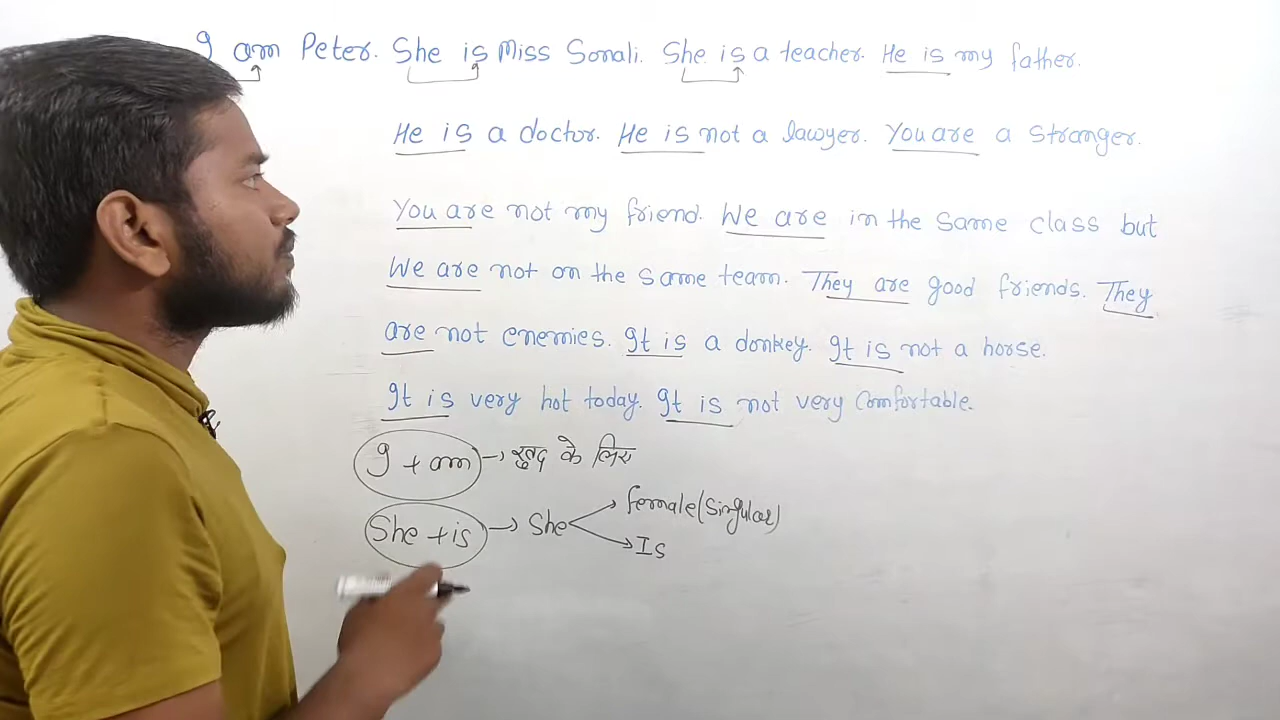 I am Peter. She is Miss Sonali. She is a teacher. He is my father.
He is a doctor. He is not a lawyer. You are a stranger.
You are not my friend. We are in the same class but
We are not on the same team. They are good friends. They
are not enemies. It is a donkey. It is not a horse.
It is very hot today. It is not very comfortable.
I + am → खुद के लिए
She + is → She female (singular)
Is